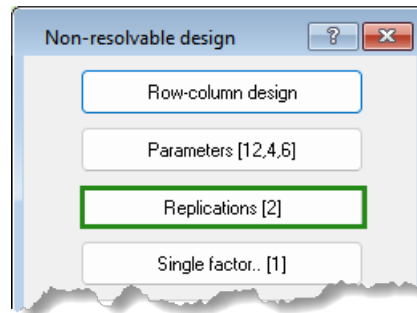 Non-resolvable design
Row-column design
Parameters [12,4,6]
Replications [2]
Single factor.. [1]